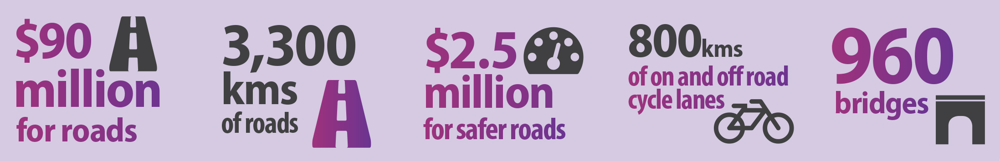 $90
million
for roads
3,300
kms
of roads
$2.5
million
for safer roads
800kms
of on and off road
cycle lanes
960
bridges